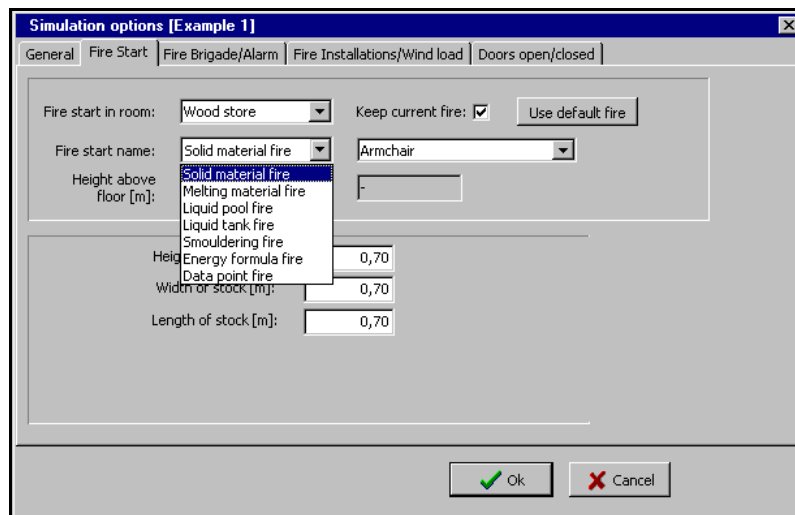 Simulation options [Example 1]
General Fire Start Fire Brigade/Alarm Fire Installations/Wind load Doors open/closed
Fire start in room: Wood store Keep current fire: Use default fire
Fire start name: Solid material fire Armchair
Height above
floor [m]: -
Solid material fire
Melting material fire
Liquid pool fire
Liquid tank fire
Smouldering fire
Energy formula fire
Data point fire
Heig 0,70
Width of stock [m]: 0,70
Length of stock [m]: 0,70
Ok Cancel